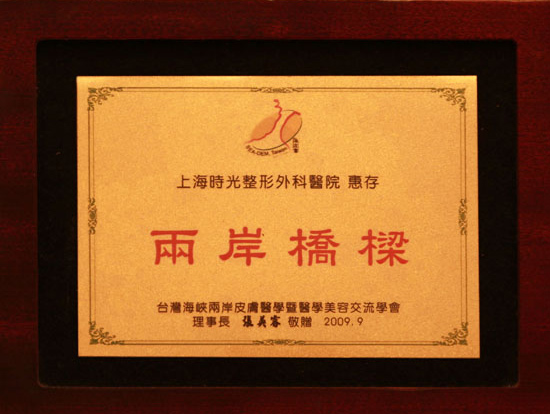 上海時光整形外科醫院 惠存
兩岸橋樑
台灣海峽兩岸皮膚醫學暨醫學美容交流學會
理事長 張英睿 敬贈 2009.9